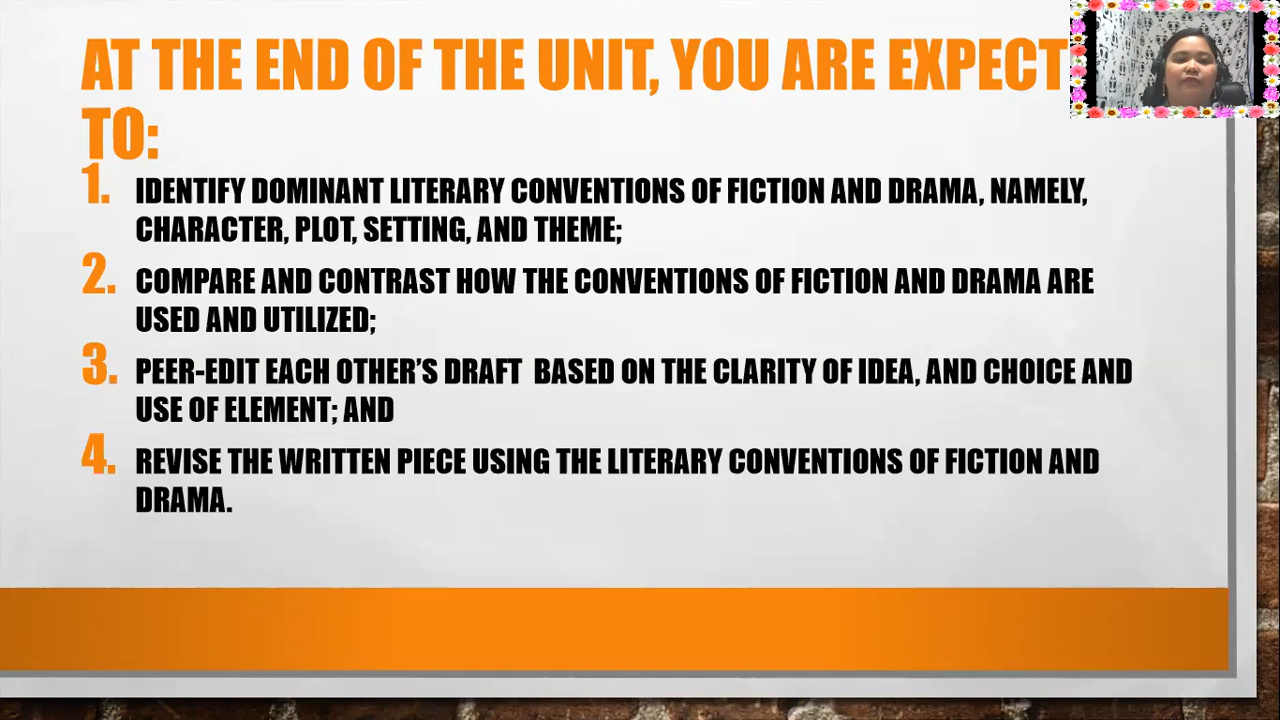 AT THE END OF THE UNIT, YOU ARE EXPECT
TO:
1. IDENTIFY DOMINANT LITERARY CONVENTIONS OF FICTION AND DRAMA, NAMELY,
CHARACTER, PLOT, SETTING, AND THEME;
2. COMPARE AND CONTRAST HOW THE CONVENTIONS OF FICTION AND DRAMA ARE
USED AND UTILIZED;
3. PEER-EDIT EACH OTHER’S DRAFT BASED ON THE CLARITY OF IDEA, AND CHOICE AND
USE OF ELEMENT; AND
4. REVISE THE WRITTEN PIECE USING THE LITERARY CONVENTIONS OF FICTION AND
DRAMA.